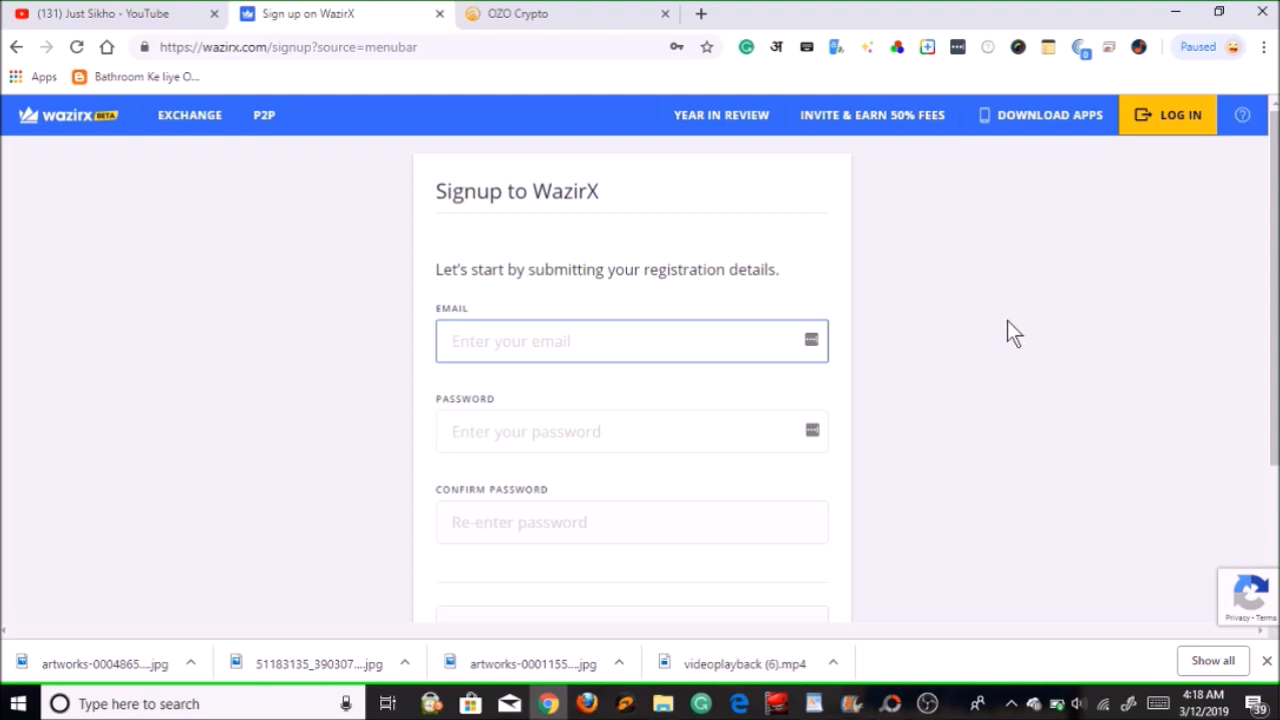 (131) Just Sikho - YouTube
Sign up on WazirX
OZO Crypto
https://wazirx.com/signup?source=menubar
अ
0
Paused
Apps
Bathroom Ke liye O...
wazirx BETA
EXCHANGE
P2P
YEAR IN REVIEW
INVITE & EARN 50% FEES
DOWNLOAD APPS
LOG IN
Signup to WazirX
Let's start by submitting your registration details.
EMAIL
Enter your email
PASSWORD
Enter your password
CONFIRM PASSWORD
Re-enter password
Privacy - Terms
artworks-0004865....jpg
51183135_390307....jpg
artworks-0001155....jpg
videoplayback (6).mp4
Show all
Type here to search
4:18 AM
3/12/2019
39